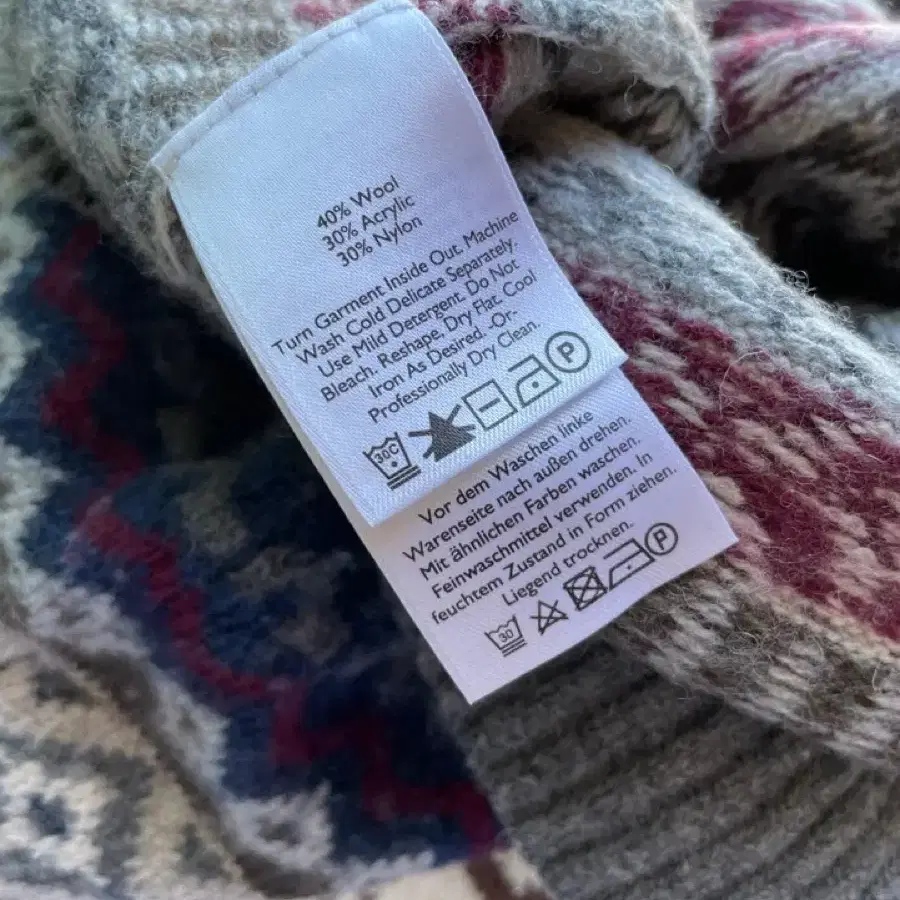 40% Wool
30% Acrylic
30% Nylon
Turn Garment Inside Out. Machine
Wash Cold Delicate Separately.
Use Mild Detergent. Do Not
Bleach. Reshape. Dry Flat. Cool
Iron As Desired. -Or-
Professionally Dry Clean.
30C P
Vor dem Waschen linke
Warenseite nach außen drehen.
Mit ähnlichen Farben waschen.
Feinwaschmittel verwenden. In
feuchtem Zustand in Form ziehen.
Liegend trocknen.
30 P